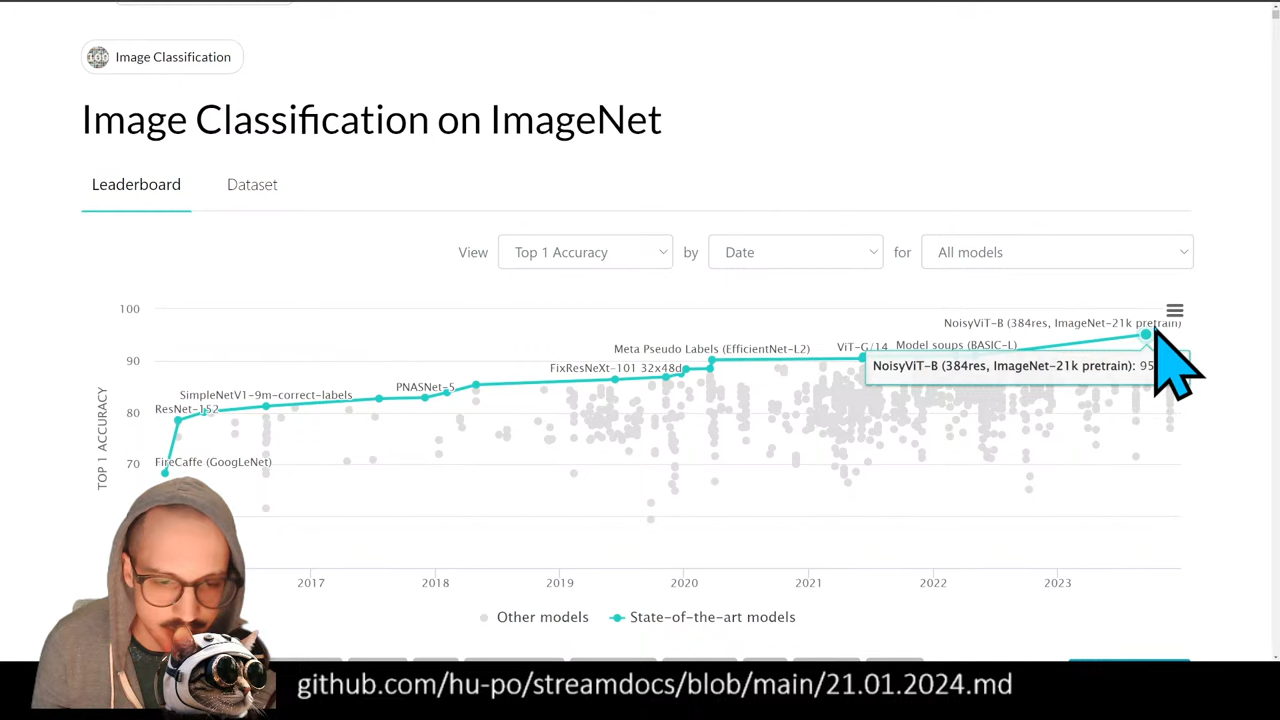 Image Classification
Image Classification on ImageNet
Leaderboard
Dataset
View
Top 1 Accuracy
by
Date
for
All models
TOP 1 ACCURACY
100
90
80
70
NoisyViT-B (384res, ImageNet-21k pretrain)
Meta Pseudo Labels (EfficientNet-L2)
ViT-G/14
Model soups (BASIC-L)
NoisyViT-B (384res, ImageNet-21k pretrain): 95
FixResNeXt-101 32x48d
PNASNet-5
SimpleNetV1-9m-correct-labels
ResNet-152
FireCaffe (GoogLeNet)
2017
2018
2019
2020
2021
2022
2023
Other models
State-of-the-art models
github.com/hu-po/streamdocs/blob/main/21.01.2024.md